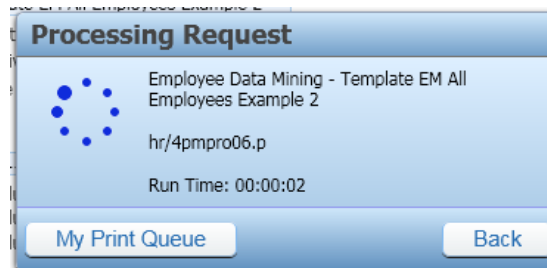 Processing Request
Employee Data Mining - Template EM All
Employees Example 2
hr/4pmpro06.p
Run Time: 00:00:02
My Print Queue
Back